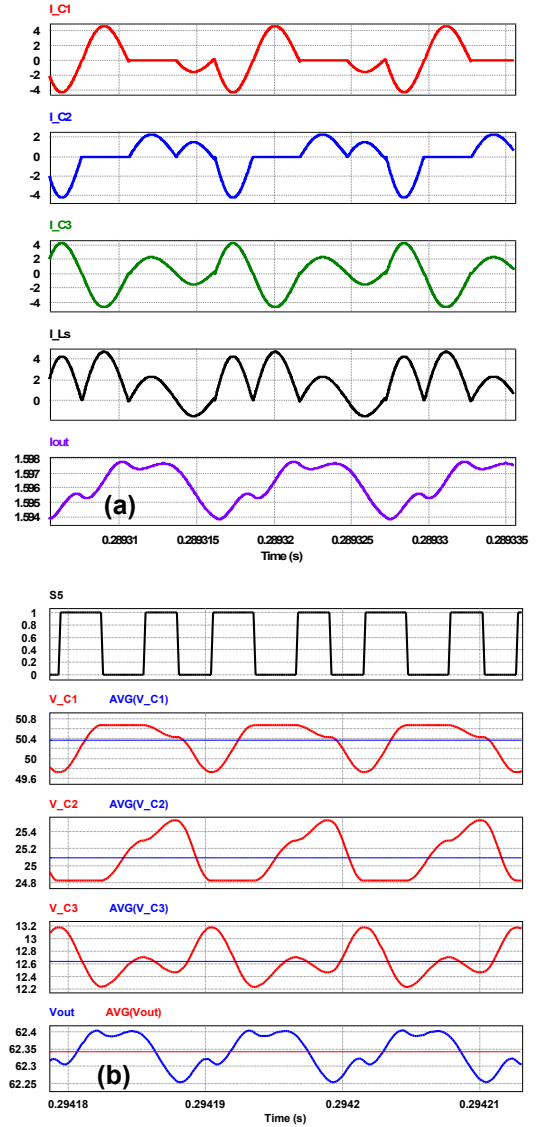 I_C1
4
2
0
-2
-4
I_C2
2
0
-2
-4
I_C3
4
2
0
-2
-4
I_Ls
4
2
0
Iout
1.598
1.597
1.596
1.595
1.594
(a)
0.28931 0.289315 0.28932 0.289325 0.28933 0.289335
Time (s)
S5
1
0.8
0.6
0.4
0.2
0
V_C1 AVG(V_C1)
50.8
50.4
50
49.6
V_C2 AVG(V_C2)
25.4
25.2
25
24.8
V_C3 AVG(V_C3)
13.2
13
12.8
12.6
12.4
12.2
Vout AVG(Vout)
62.4
62.35
62.3
62.25
(b)
0.29418 0.29419 0.2942 0.29421
Time (s)